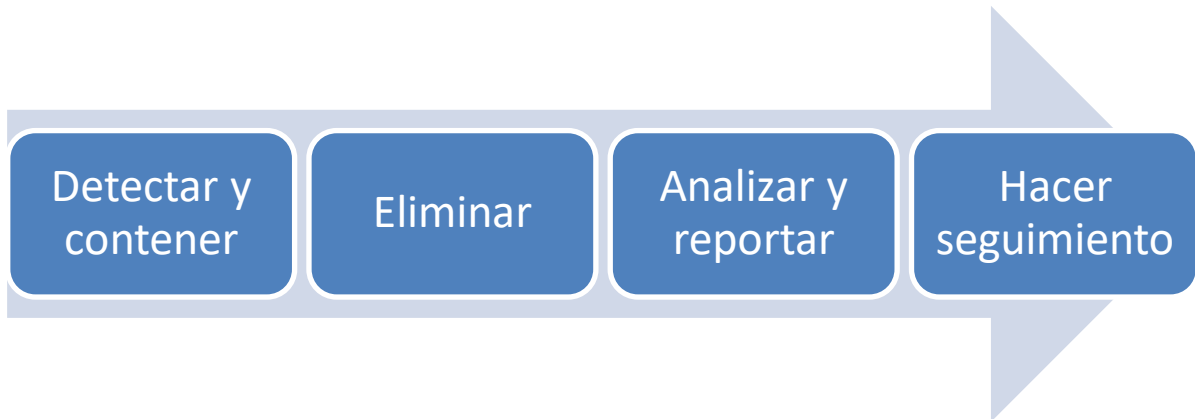 Detectar y
contener
Eliminar
Analizar y
reportar
Hacer
seguimiento